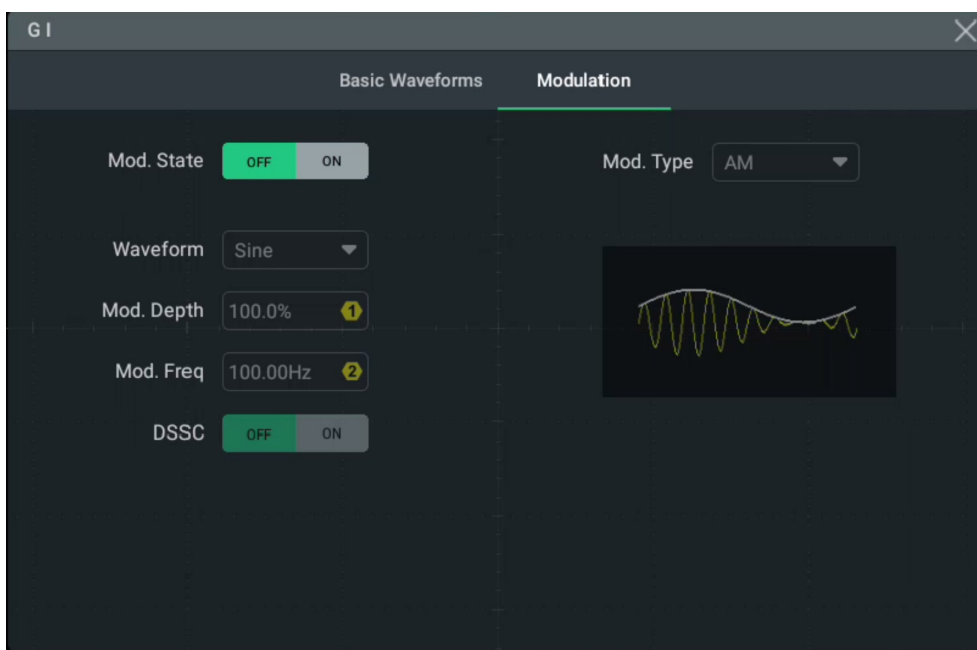 G I
Basic Waveforms Modulation
Mod. State OFF ON Mod. Type AM
Waveform Sine
Mod. Depth 100.0% 1
Mod. Freq 100.00Hz 2
DSSC OFF ON